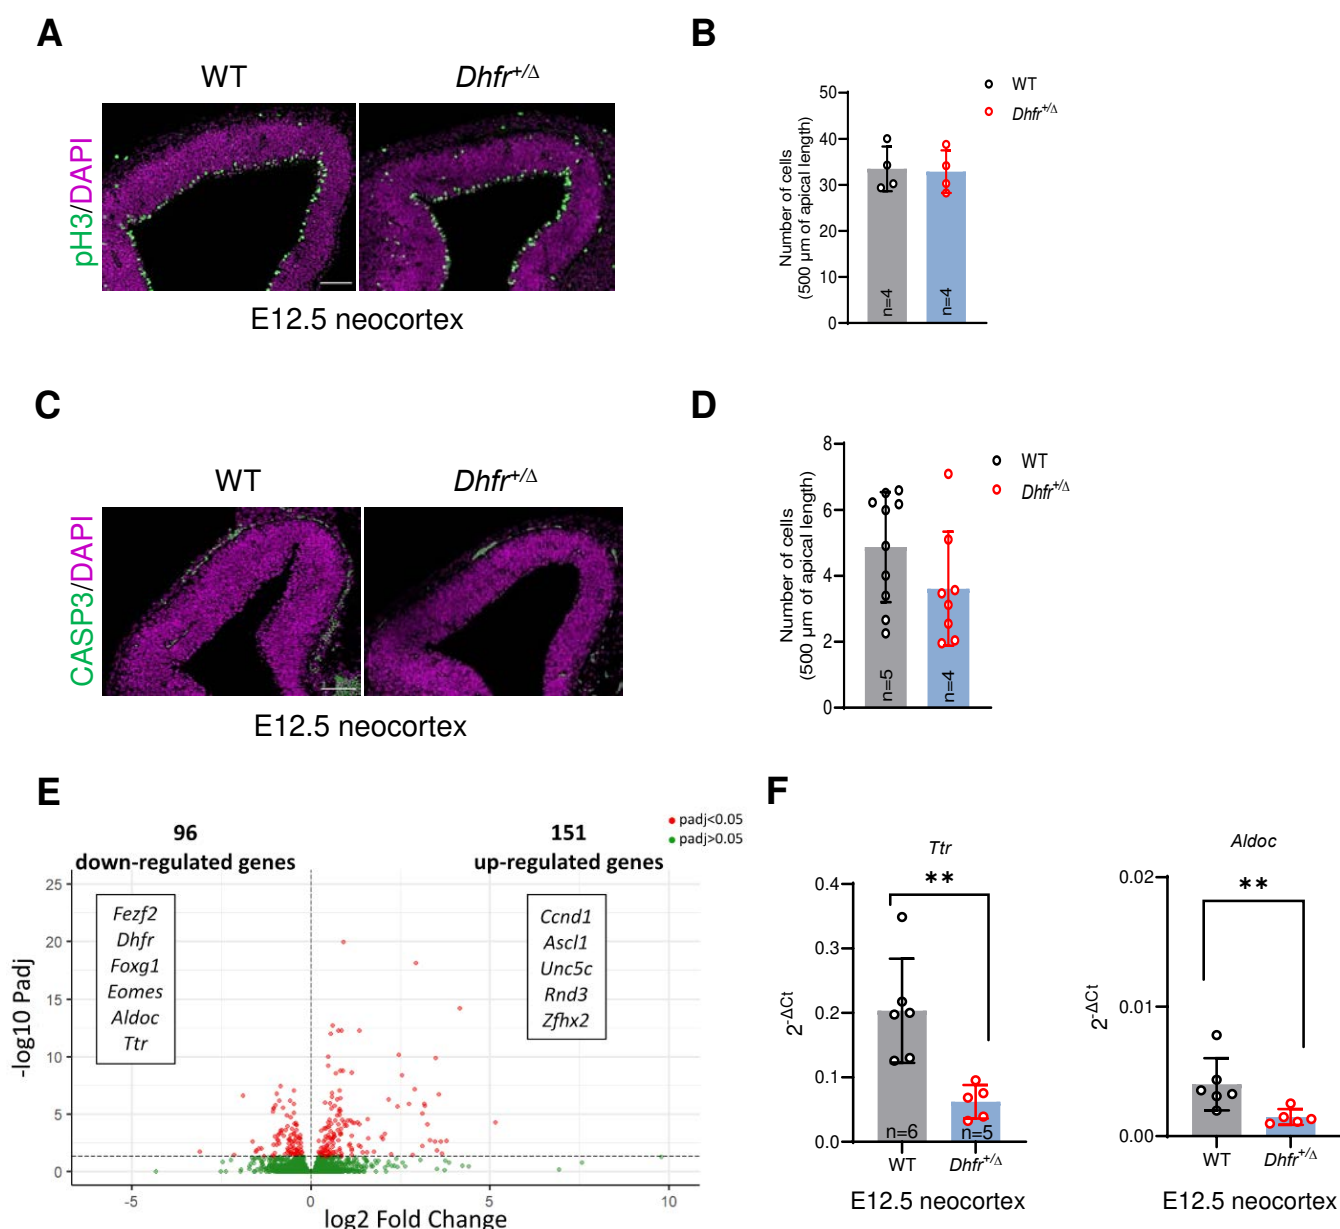 A
WT
Dhfr+/Δ
pH3/DAPI
E12.5 neocortex
B
50
40
30
20
10
0
Number of cells
(500 µm of apical length)
n=4
n=4
WT
Dhfr+/Δ
C
WT
Dhfr+/Δ
CASP3/DAPI
E12.5 neocortex
D
8
6
4
2
0
Number of cells
(500 µm of apical length)
n=5
n=4
WT
Dhfr+/Δ
E
96
down-regulated genes
151
up-regulated genes
padj<0.05
padj>0.05
Fezf2
Dhfr
Foxg1
Eomes
Aldoc
Ttr
Ccnd1
Ascl1
Unc5c
Rnd3
Zfhx2
25
20
15
10
5
0
-log10 Padj
-5
0
5
10
log2 Fold Change
F
Ttr
**
0.4
0.3
0.2
0.1
0.0
2-ΔCt
n=6
n=5
WT
Dhfr+/Δ
E12.5 neocortex
Aldoc
**
0.02
0.01
0.00
2-ΔCt
WT
Dhfr+/Δ
E12.5 neocortex